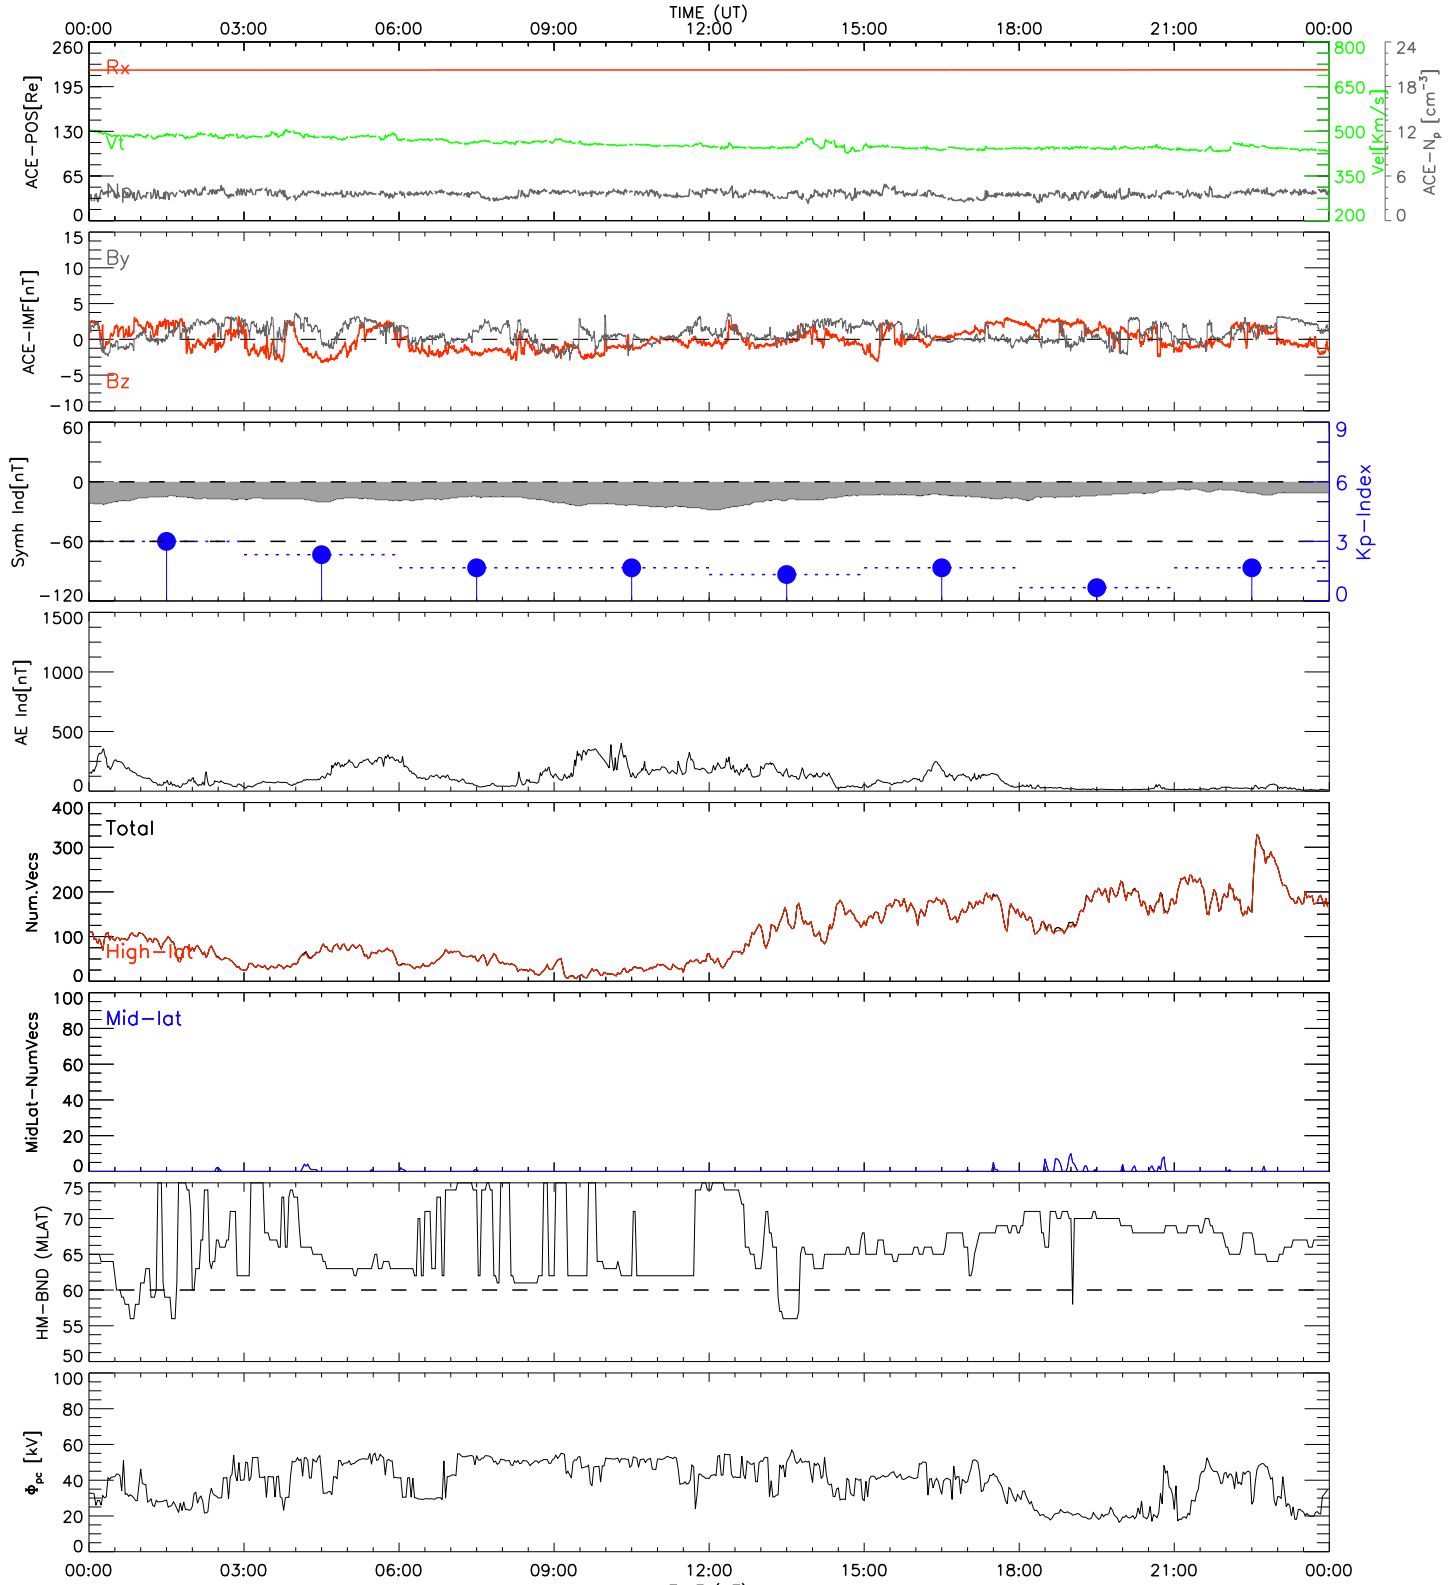 TIME (UT)
00:00 03:00 06:00 09:00 12:00 15:00 18:00 21:00 00:00
260 195 130 65 0
ACE-POS[Re]
Rx
Vt
Np
800 650 500 350 200
Vel[Km/s]
24 18 12 6 0
ACE-Np [cm-3]
15 10 5 0 -5 -10
ACE-IMF[nT]
By
Bz
60 0 -60 -120
Symh Ind[nT]
9 6 3 0
Kp-Index
1500 1000 500 0
AE Ind[nT]
400 300 200 100 0
Num.Vecs
Total
High-lat
100 80 60 40 20 0
MidLat-NumVecs
Mid-lat
75 70 65 60 55 50
HM-BND (MLAT)
100 80 60 40 20 0
Φpc [kV]
00:00 03:00 06:00 09:00 12:00 15:00 18:00 21:00 00:00